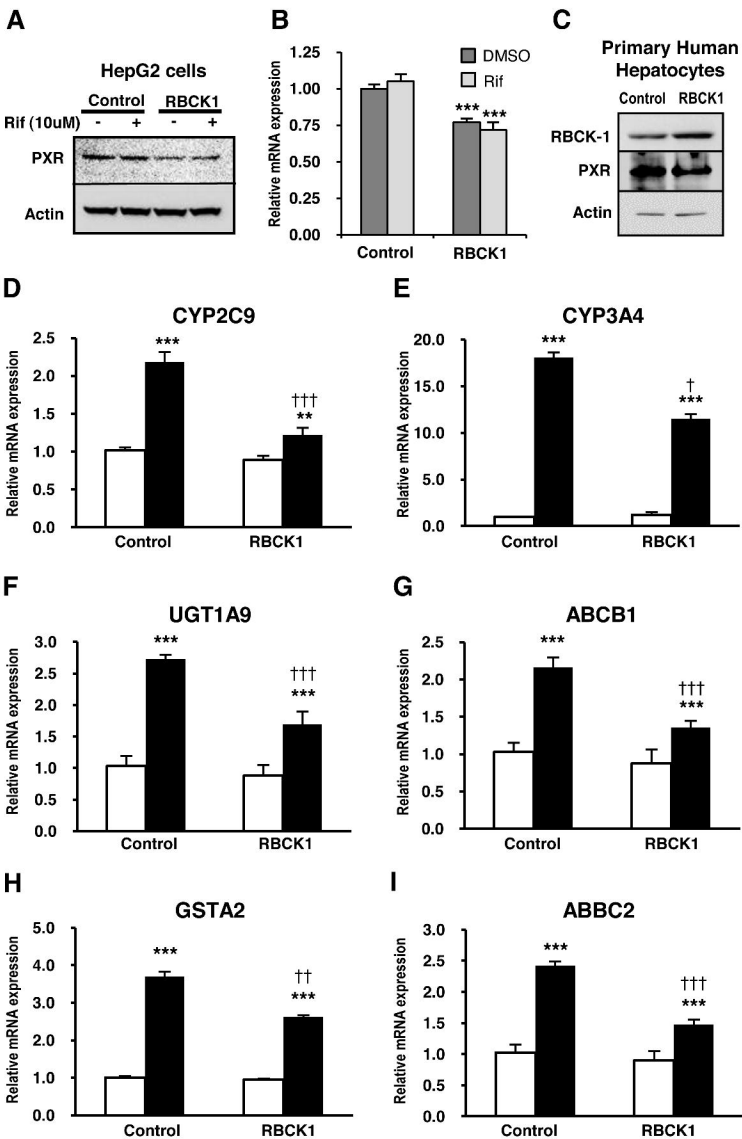 A
HepG2 cells
Control RBCK1
Rif (10uM) - + - +
PXR
Actin
B
Relative mRNA expression
1.25
1.00
0.75
0.50
0.25
0.00
DMSO
Rif
*** ***
Control RBCK1
C
Primary Human
Hepatocytes
Control RBCK1
RBCK-1
PXR
Actin
D
CYP2C9
Relative mRNA expression
2.5
2.0
1.5
1.0
0.5
0.0
***
†††
**
Control RBCK1
E
CYP3A4
Relative mRNA expression
20.0
15.0
10.0
5.0
0.0
***
†
***
Control RBCK1
F
UGT1A9
Relative mRNA expression
3.0
2.5
2.0
1.5
1.0
0.5
0.0
***
†††
***
Control RBCK1
G
ABCB1
Relative mRNA expression
2.5
2.0
1.5
1.0
0.5
0.0
***
†††
***
Control RBCK1
H
GSTA2
Relative mRNA expression
5.0
4.0
3.0
2.0
1.0
0.0
***
††
***
Control RBCK1
I
ABBC2
Relative mRNA expression
3.0
2.5
2.0
1.5
1.0
0.5
0.0
***
†††
***
Control RBCK1